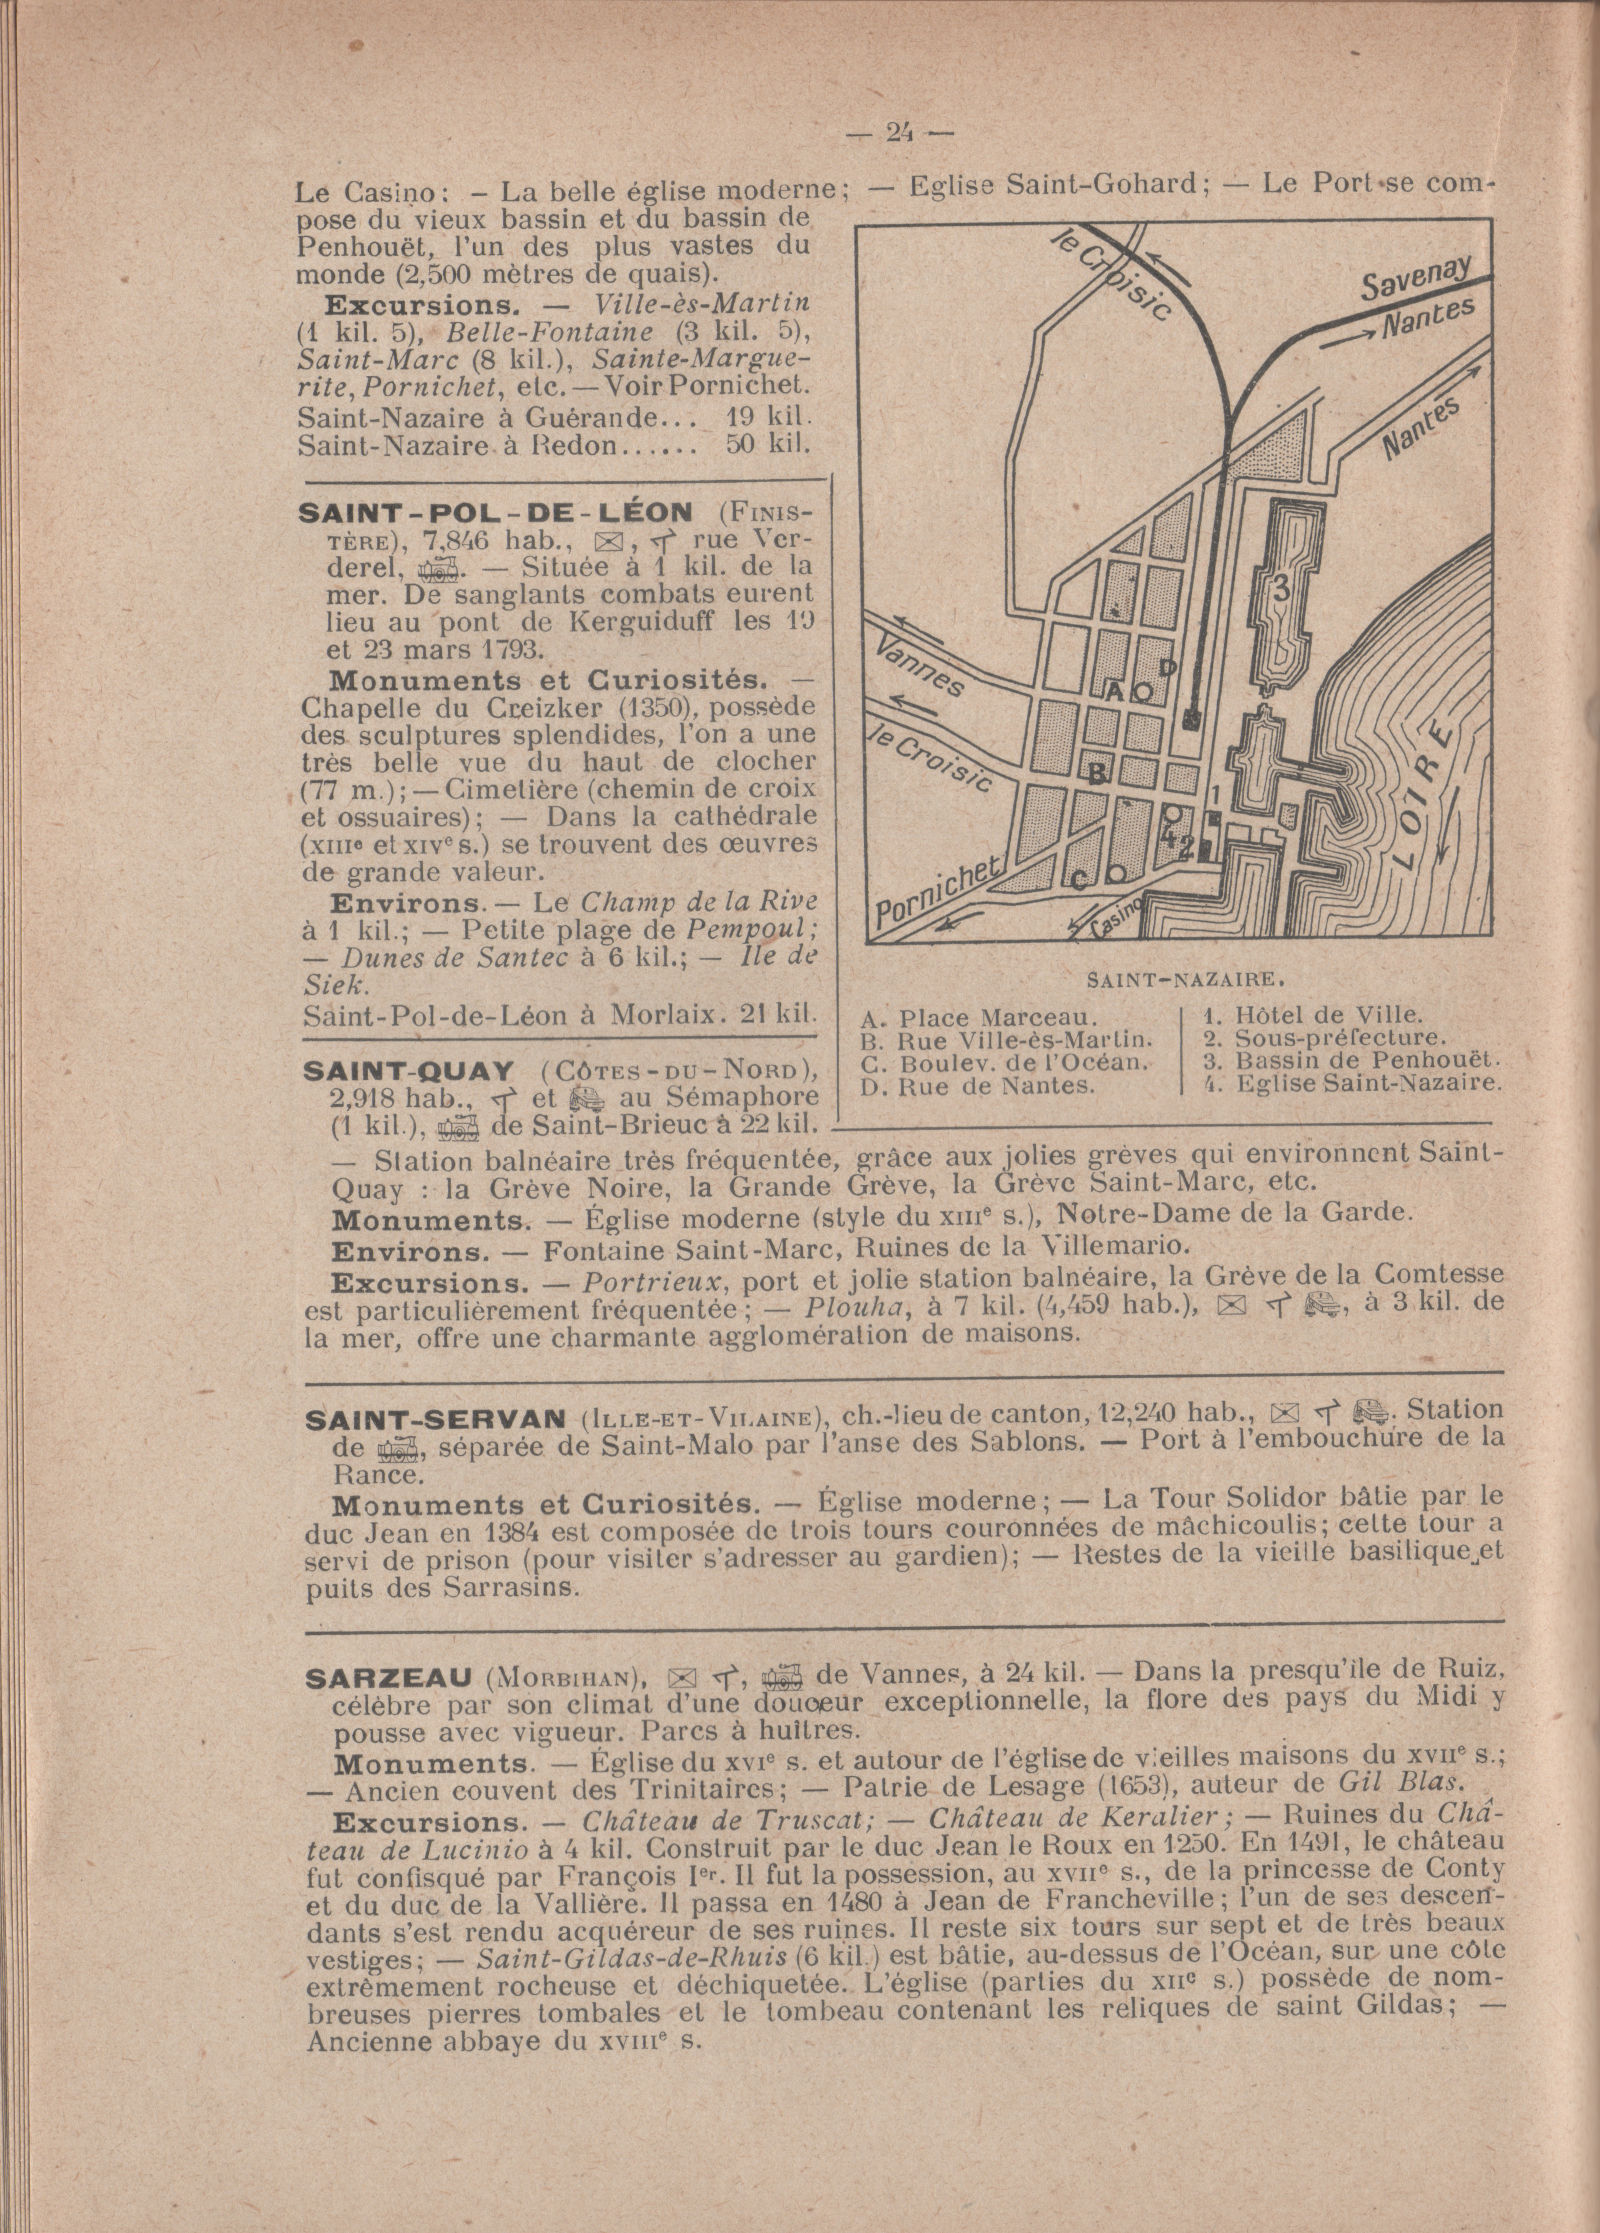 — 24 —
Le Casino: – La belle église moderne; — Eglise Saint-Gohard; — Le Port se com-
pose du vieux bassin et du bassin de
Penhouët, l'un des plus vastes du
monde (2,500 mètres de quais).
Excursions. — Ville-ès-Martin
(1 kil. 5), Belle-Fontaine (3 kil. 5),
Saint-Marc (8 kil.), Sainte-Margue-
rite, Pornichet, etc. — Voir Pornichet.
Saint-Nazaire à Guérande... 19 kil.
Saint-Nazaire à Redon...... 50 kil.
SAINT-POL-DE-LÉON (FINIS-
TÈRE), 7,846 hab., rue Ver-
derel, . — Située à 1 kil. de la
mer. De sanglants combats eurent
lieu au pont de Kerguiduff les 19
et 23 mars 1793.
Monuments et Curiosités. —
Chapelle du Creizker (1350), possède
des sculptures splendides, l'on a une
très belle vue du haut de clocher
(77 m.); — Cimetière (chemin de croix
et ossuaires); — Dans la cathédrale
(XIIIe et XIVe s.) se trouvent des œuvres
de grande valeur.
Environs. — Le Champ de la Rive
à 1 kil.; — Petite plage de Pempoul;
— Dunes de Santec à 6 kil.; — Ile de
Siek.
Saint-Pol-de-Léon à Morlaix. 21 kil.
le Croisic
Savenay
Nantes
Nantes
3
Vannes
D
A
le Croisic
B
1
4
2
LOIRE
Pornichet
C
Casino
SAINT-NAZAIRE.
A. Place Marceau.
B. Rue Ville-ès-Martin.
C. Boulev. de l'Océan.
D. Rue de Nantes.
1. Hôtel de Ville.
2. Sous-préfecture.
3. Bassin de Penhouët.
4. Eglise Saint-Nazaire.
SAINT-QUAY (CÔTES-DU-NORD),
2,918 hab., et au Sémaphore
(1 kil.), de Saint-Brieuc à 22 kil.
— Station balnéaire très fréquentée, grâce aux jolies grèves qui environnent Saint-
Quay : la Grève Noire, la Grande Grève, la Grève Saint-Marc, etc.
Monuments. — Église moderne (style du XIIIe s.), Notre-Dame de la Garde.
Environs. — Fontaine Saint-Marc, Ruines de la Villemario.
Excursions. — Portrieux, port et jolie station balnéaire, la Grève de la Comtesse
est particulièrement fréquentée; — Plouha, à 7 kil. (4,459 hab.), , à 3 kil. de
la mer, offre une charmante agglomération de maisons.
SAINT-SERVAN (ILLE-ET-VILAINE), ch.-lieu de canton, 12,240 hab., . Station
de , séparée de Saint-Malo par l'anse des Sablons. — Port à l'embouchure de la
Rance.
Monuments et Curiosités. — Église moderne; — La Tour Solidor bâtie par le
duc Jean en 1384 est composée de trois tours couronnées de mâchicoulis; cette tour a
servi de prison (pour visiter s'adresser au gardien); — Restes de la vieille basilique et
puits des Sarrasins.
SARZEAU (MORBIHAN), , de Vannes, à 24 kil. — Dans la presqu'ile de Ruiz,
célèbre par son climat d'une douceur exceptionnelle, la flore des pays du Midi y
pousse avec vigueur. Parcs à huîtres.
Monuments. — Église du XVIe s. et autour de l'église de vieilles maisons du XVIIe s.;
— Ancien couvent des Trinitaires; — Patrie de Lesage (1653), auteur de Gil Blas.
Excursions. — Château de Truscat; — Château de Keralier; — Ruines du Châ-
teau de Lucinio à 4 kil. Construit par le duc Jean le Roux en 1250. En 1491, le château
fut confisqué par François Ier. Il fut la possession, au XVIIe s., de la princesse de Conty
et du duc de la Vallière. Il passa en 1480 à Jean de Francheville; l'un de ses descen-
dants s'est rendu acquéreur de ses ruines. Il reste six tours sur sept et de très beaux
vestiges; — Saint-Gildas-de-Rhuis (6 kil.) est bâtie, au-dessus de l'Océan, sur une côte
extrêmement rocheuse et déchiquetée. L'église (parties du XIIe s.) possède de nom-
breuses pierres tombales et le tombeau contenant les reliques de saint Gildas; —
Ancienne abbaye du XVIIIe s.